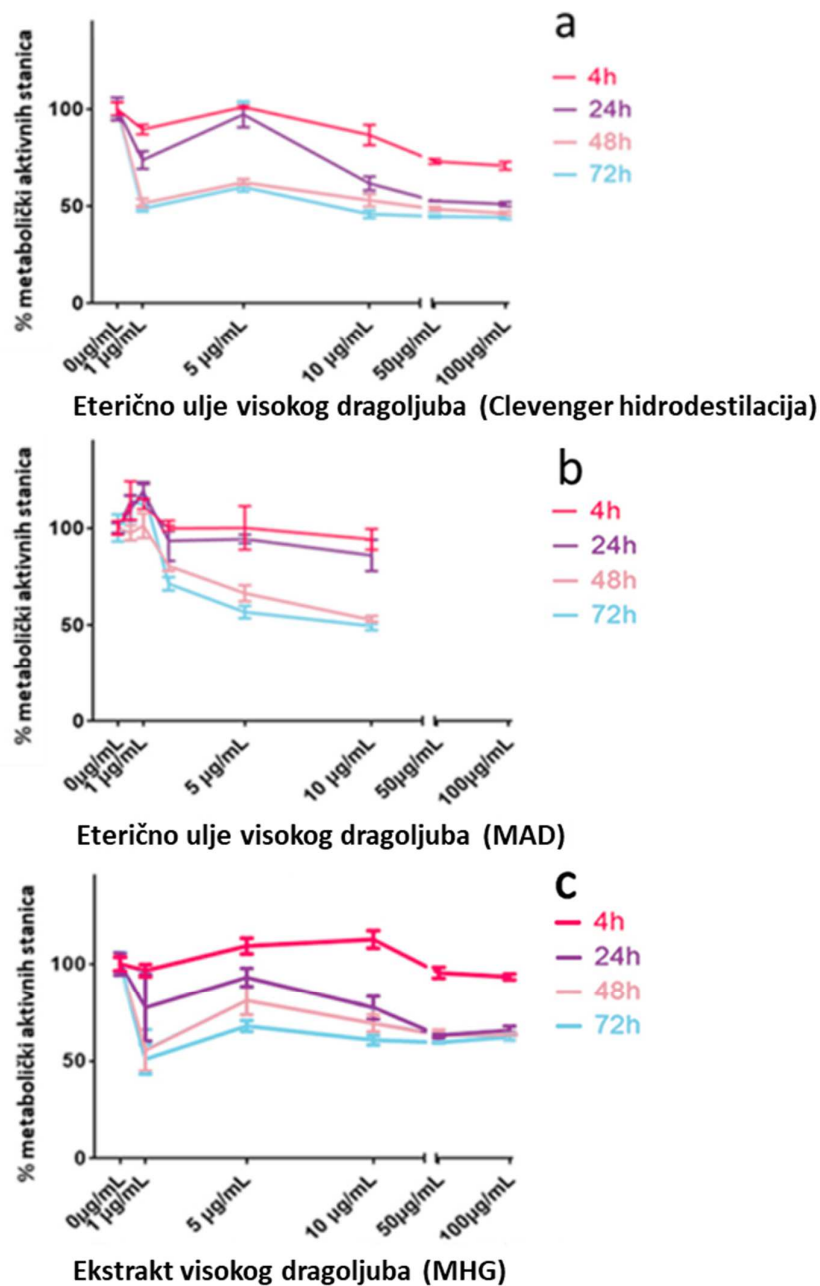 a
% metabolički aktivnih stanica
100
50
0
4h
24h
48h
72h
0µg/mL
1 µg/mL
5 µg/mL
10 µg/mL
50µg/mL
100µg/mL
Eterično ulje visokog dragoljuba (Clevenger hidrodestilacija)
b
% metabolički aktivnih stanica
100
50
0
4h
24h
48h
72h
0µg/mL
1 µg/mL
5 µg/mL
10 µg/mL
50µg/mL
100µg/mL
Eterično ulje visokog dragoljuba (MAD)
c
% metabolički aktivnih stanica
100
50
0
4h
24h
48h
72h
0µg/mL
1 µg/mL
5 µg/mL
10 µg/mL
50µg/mL
100µg/mL
Ekstrakt visokog dragoljuba (MHG)